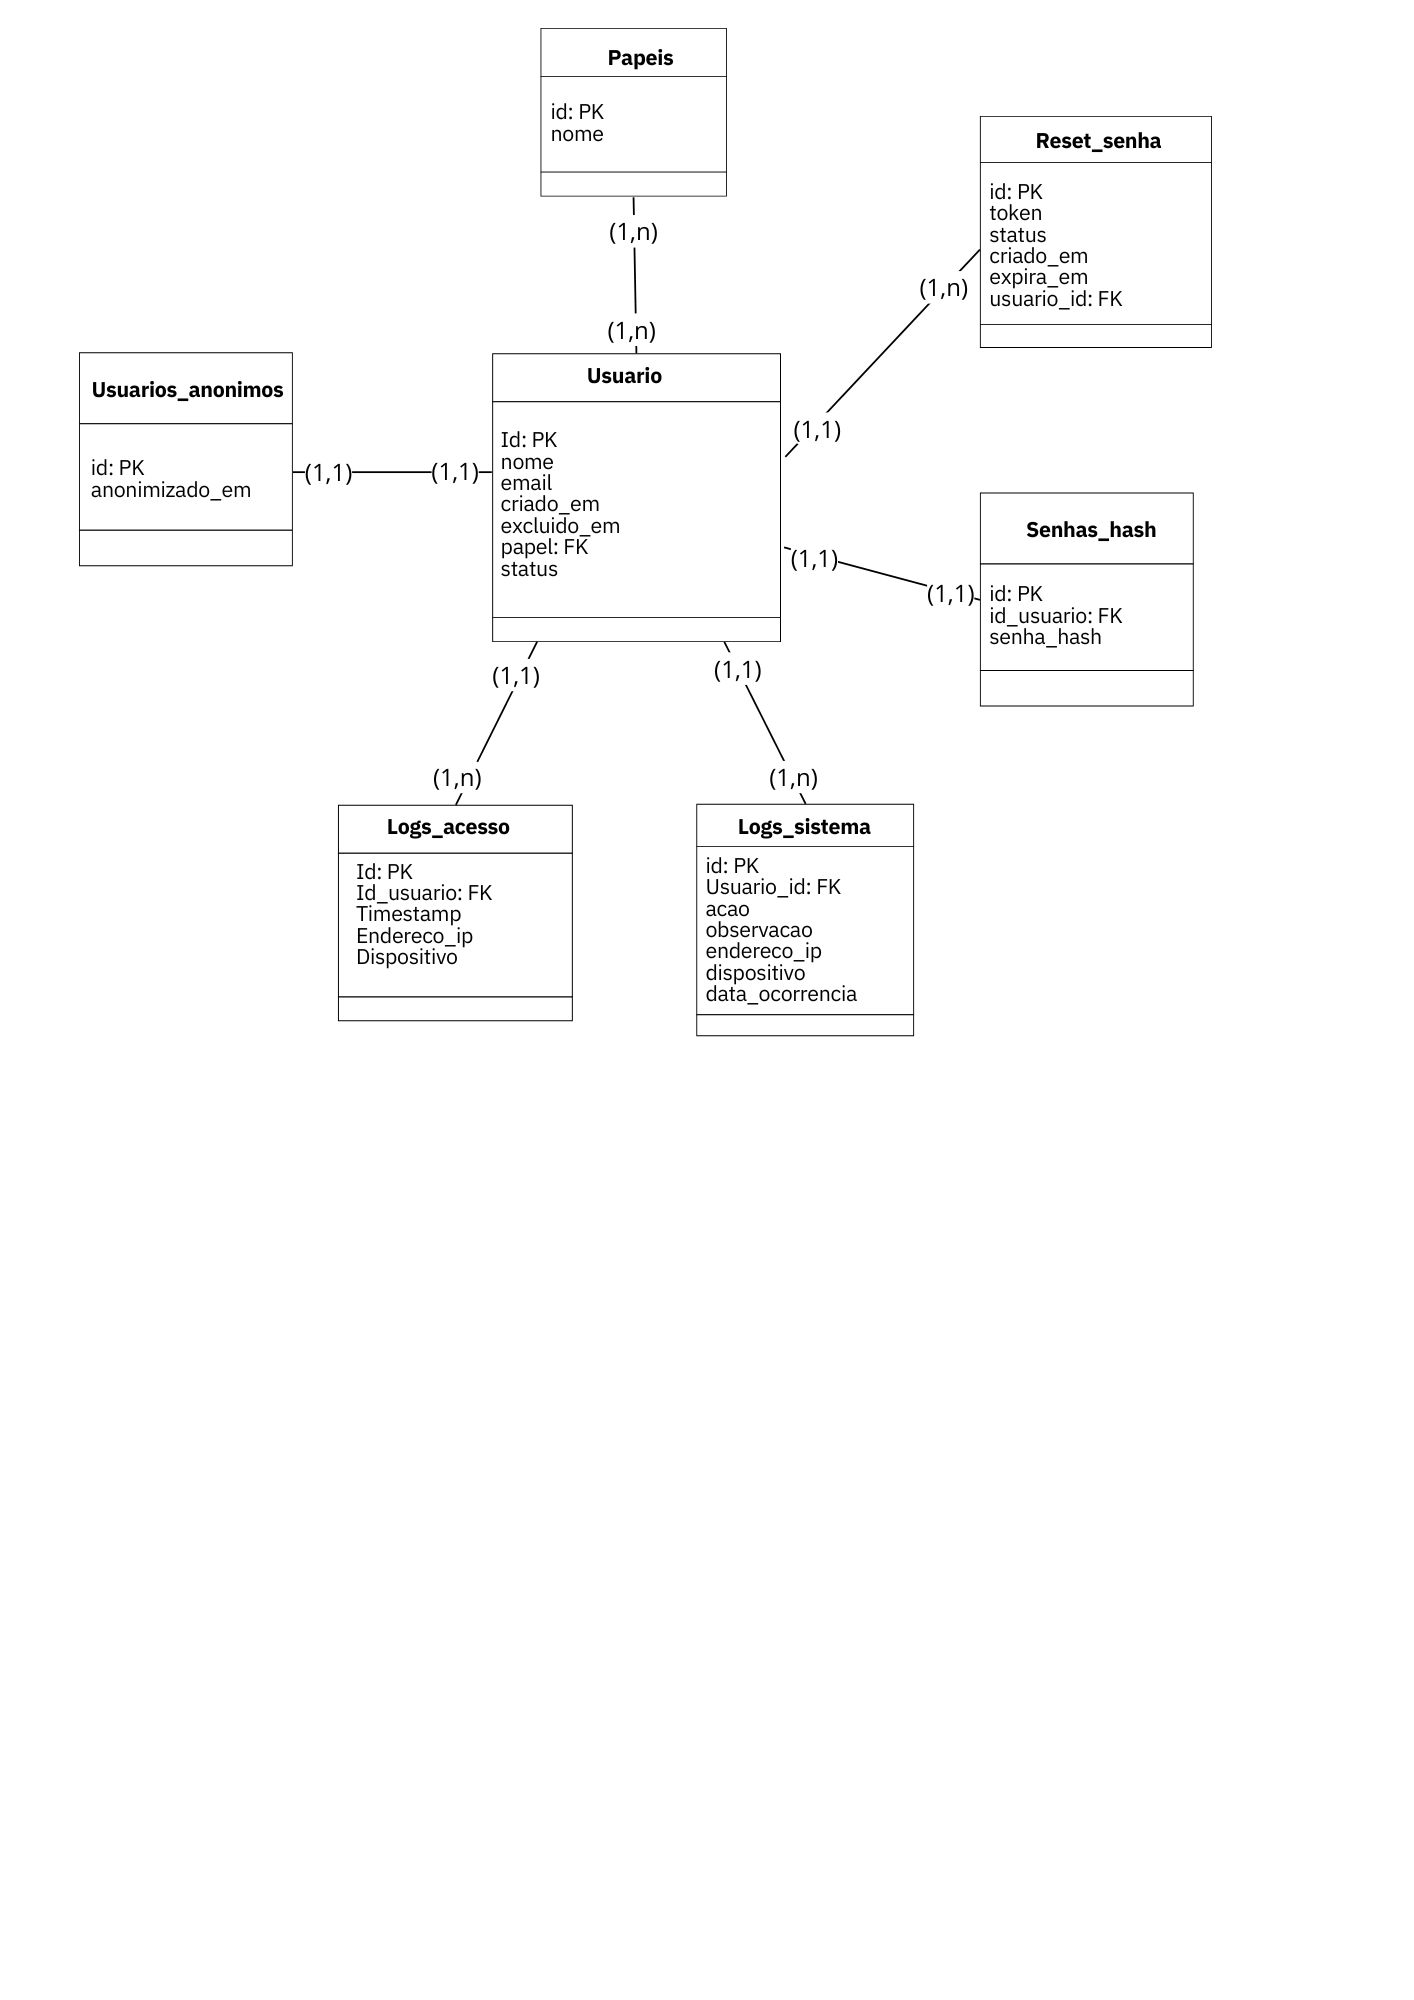 Papeis
id: PK
nome
(1,n)
(1,n)
Reset_senha
id: PK
token
status
criado_em
expira_em
usuario_id: FK
(1,n)
(1,1)
Usuarios_anonimos
id: PK
anonimizado_em
(1,1)
(1,1)
Usuario
Id: PK
nome
email
criado_em
excluido_em
papel: FK
status
(1,1)
(1,1)
Senhas_hash
id: PK
id_usuario: FK
senha_hash
(1,1)
(1,n)
Logs_acesso
Id: PK
Id_usuario: FK
Timestamp
Endereco_ip
Dispositivo
(1,1)
(1,n)
Logs_sistema
id: PK
Usuario_id: FK
acao
observacao
endereco_ip
dispositivo
data_ocorrencia